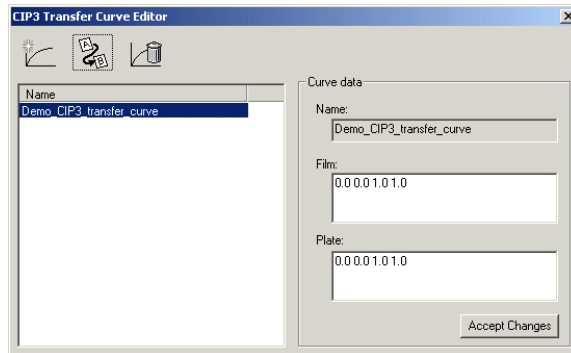 CIP3 Transfer Curve Editor
A
B
Name
Demo_CIP3_transfer_curve
Curve data
Name:
Demo_CIP3_transfer_curve
Film:
0.0 0.0 1.0 1.0
Plate:
0.0 0.0 1.0 1.0
Accept Changes